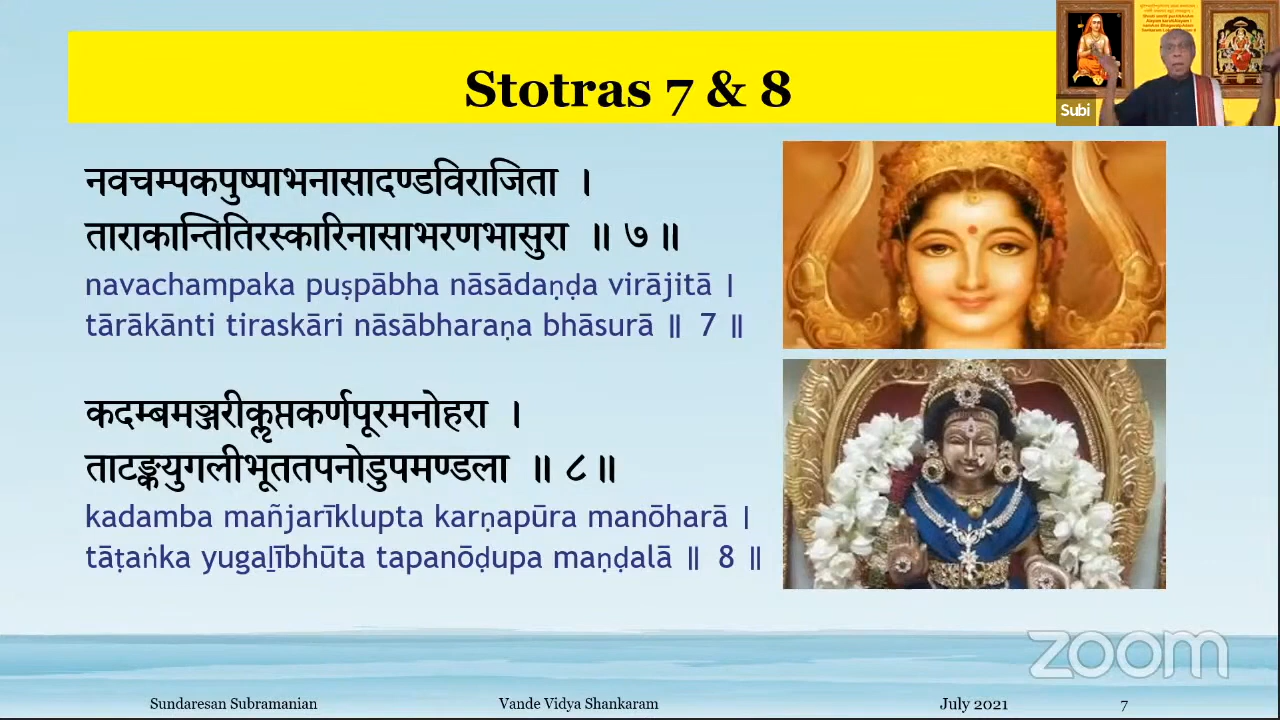 Stotras 7 & 8
Subi
नवचम्पकपुष्पाभनासादण्डविराजिता ।
ताराकान्तितिरस्कारिनासाभरणभासुरा ॥ ७॥
navachampaka puṣpābha nāsādaṇḍa virājitā |
tārākānti tiraskāri nāsābharaṇa bhāsurā ॥ 7 ॥
कदम्बमञ्जरीकॢप्तकर्णपूरमनोहरा ।
ताटङ्कयुगलीभूततपनोडुपमण्डला ॥ ८॥
kadamba mañjarīklupta karṇapūra manōharā |
tāṭaṅka yugaḻībhūta tapanōḍupa maṇḍalā ॥ 8 ॥
zoom
Sundaresan Subramanian Vande Vidya Shankaram July 2021 7